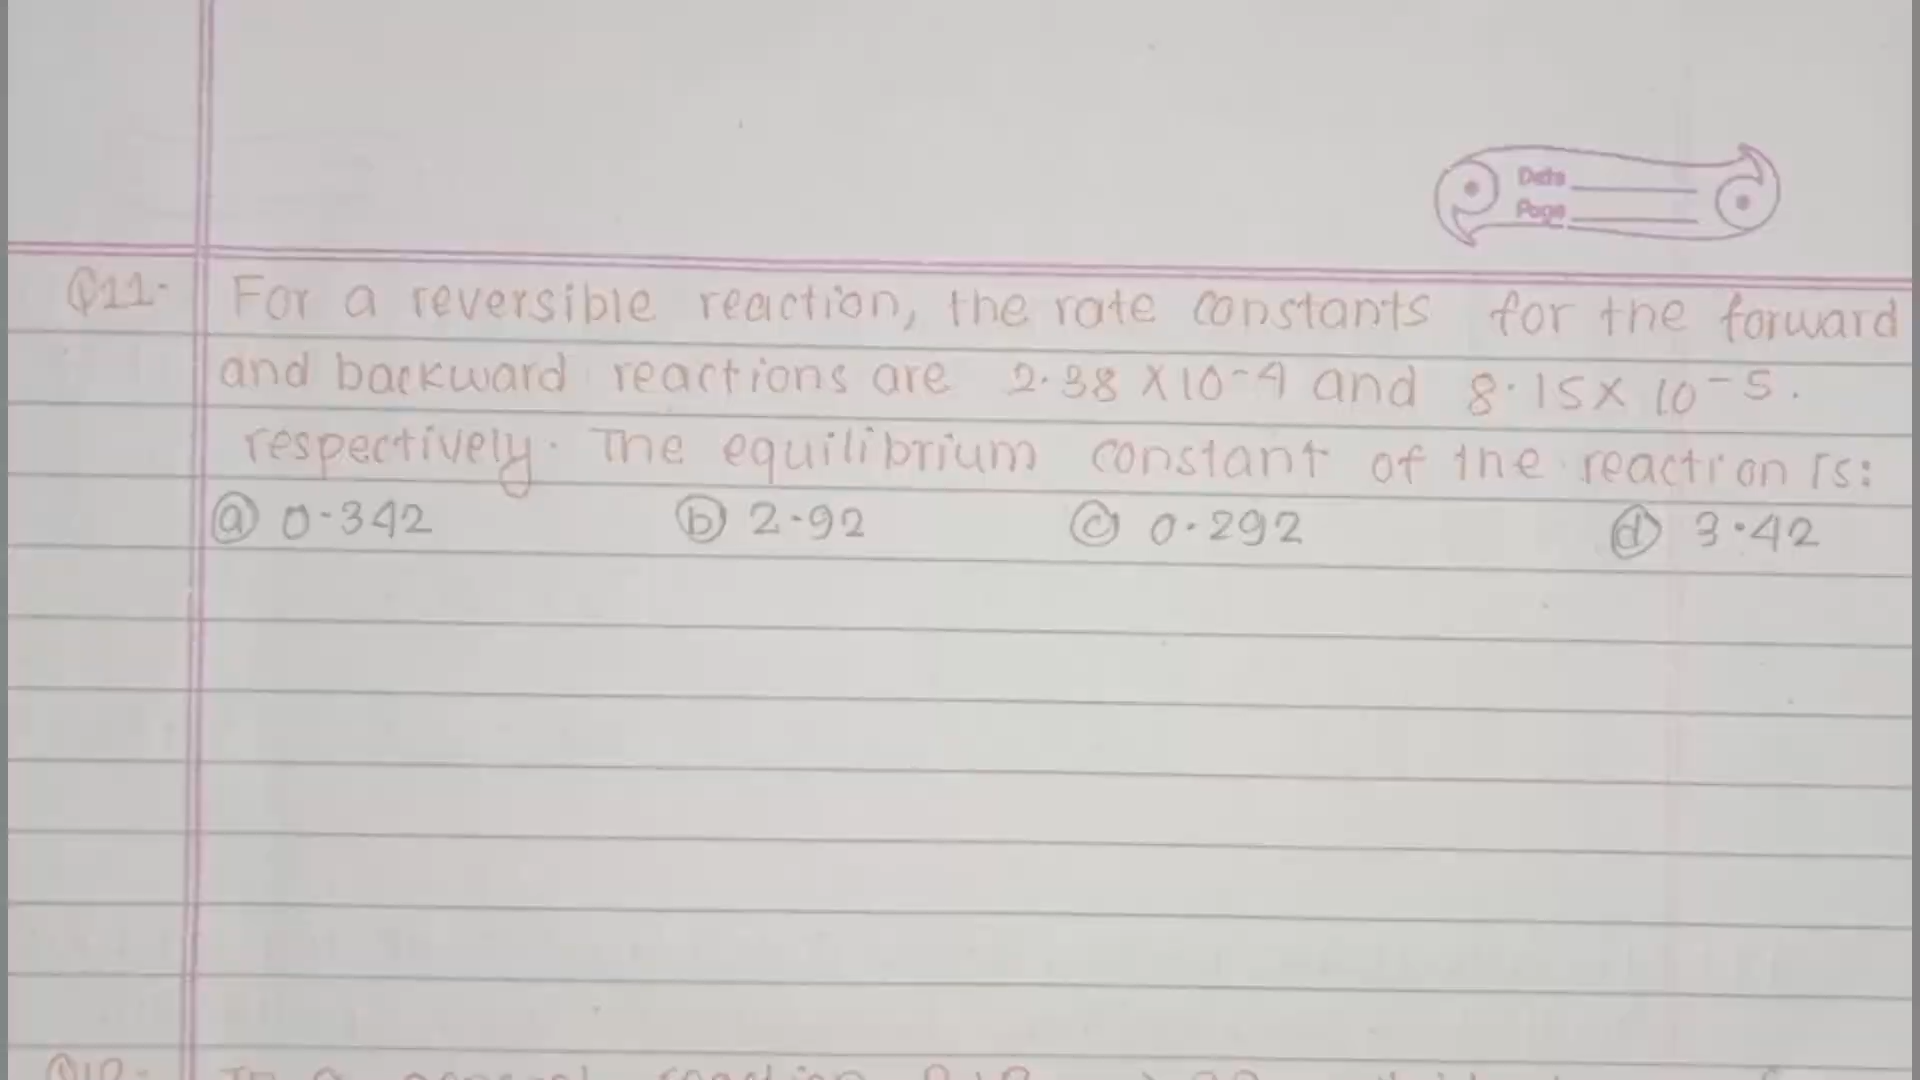 Date
Page
Q11. For a reversible reaction, the rate constants for the forward
and backward reactions are 2.38 X10-4 and 8.15X 10-5.
respectively. The equilibrium constant of the reaction is:
(a) 0.342 (b) 2.92 (c) 0.292 (d) 3.42